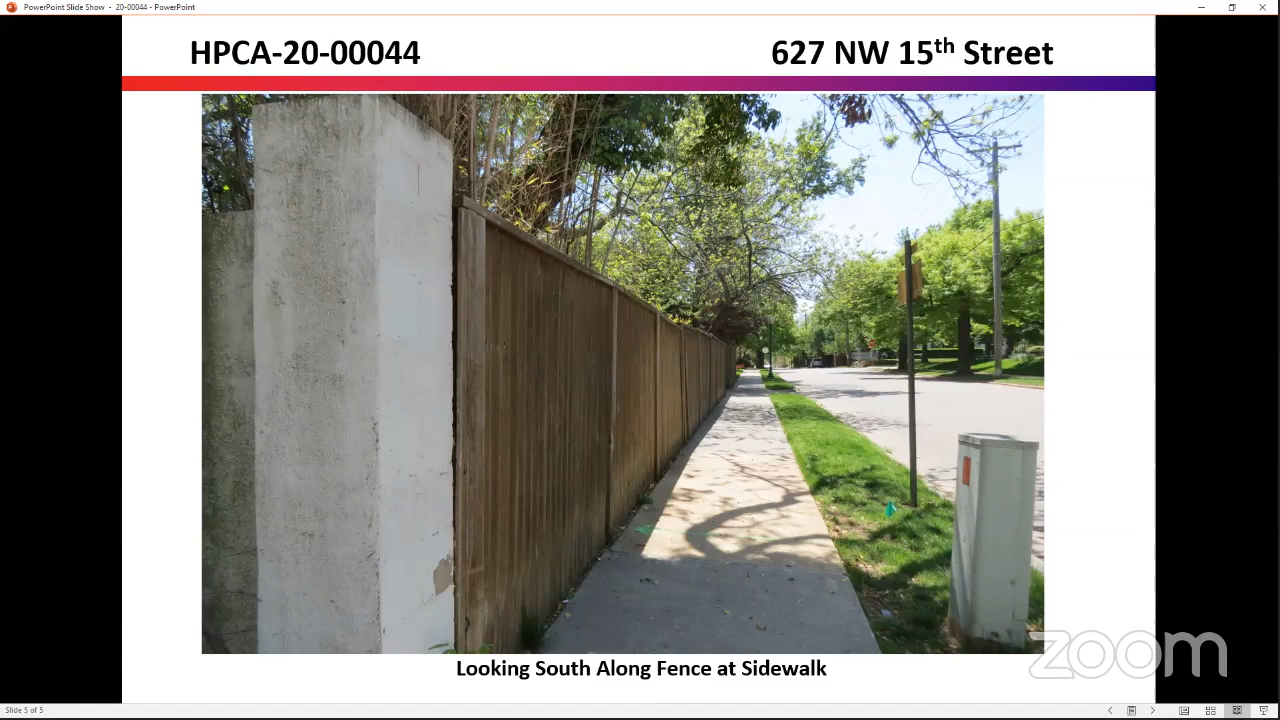 PowerPoint Slide Show - 20-00044 - PowerPoint
HPCA-20-00044
627 NW 15th Street
Looking South Along Fence at Sidewalk
zoom
Slide 5 of 5